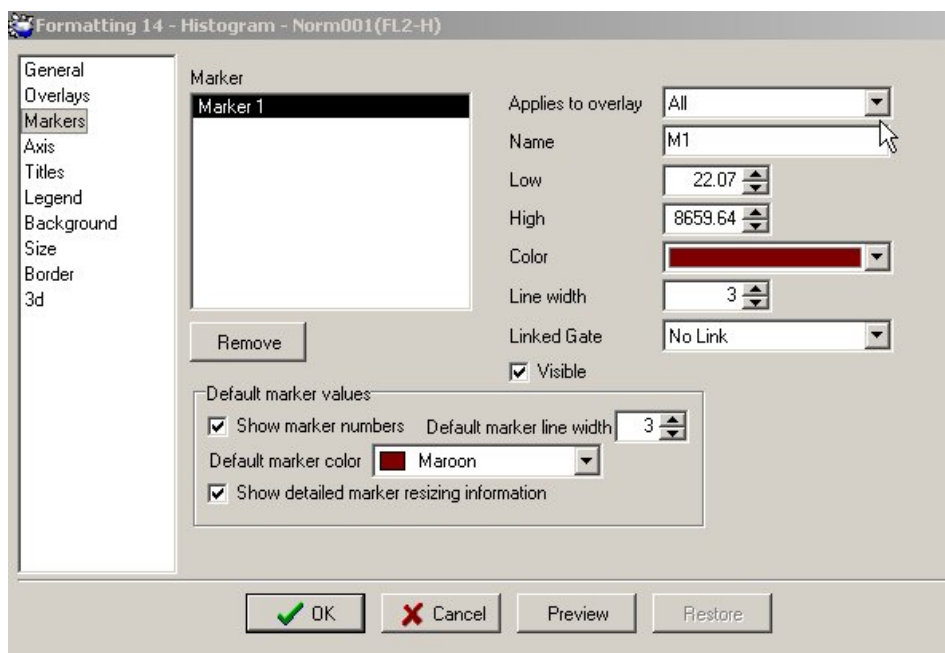 Formatting 14 - Histogram - Norm001(FL2-H)
General
Overlays
Markers
Axis
Titles
Legend
Background
Size
Border
3d
Marker
Marker 1
Remove
Applies to overlay All
Name M1
Low 22.07
High 8659.64
Color
Line width 3
Linked Gate No Link
Visible
Default marker values
Show marker numbers Default marker line width 3
Default marker color Maroon
Show detailed marker resizing information
OK Cancel Preview Restore